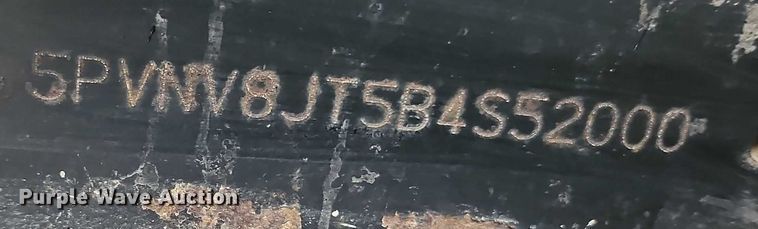 5PVNV8JT5B4S52000
Purple Wave Auction